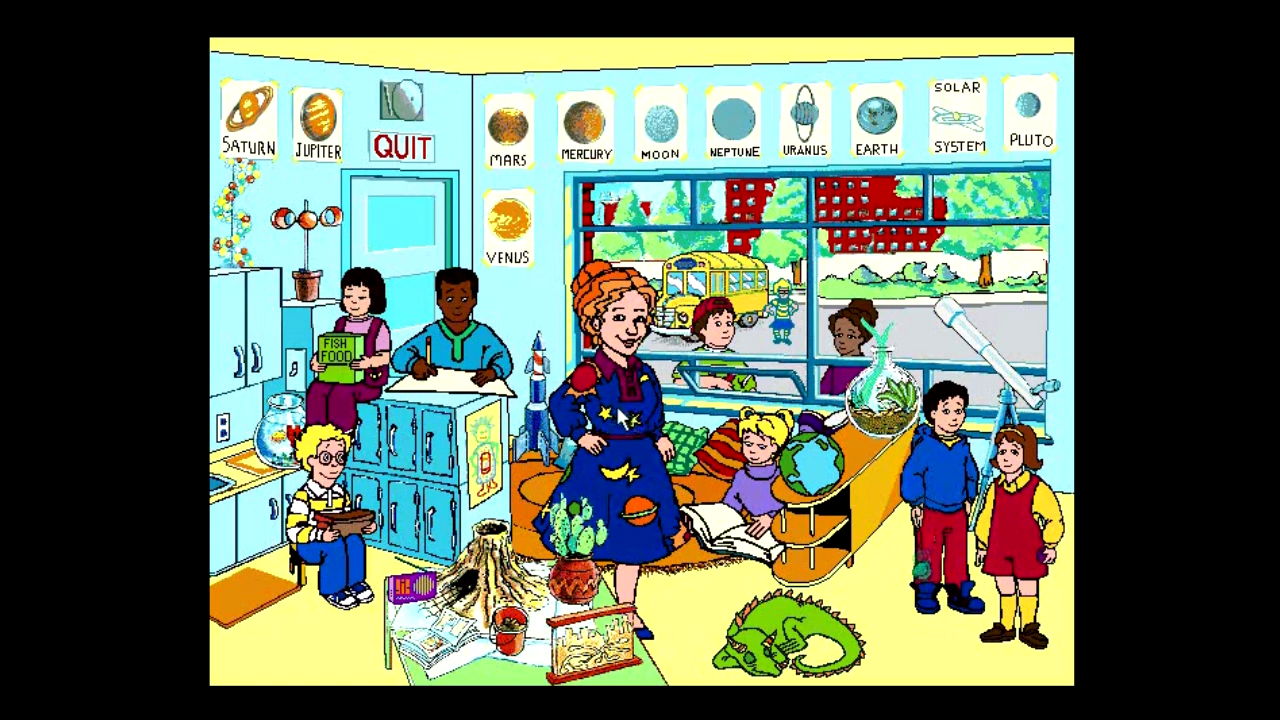 SATURN
JUPITER
QUIT
MARS
MERCURY
MOON
NEPTUNE
URANUS
EARTH
SOLAR
SYSTEM
PLUTO
VENUS
FISH
FOOD